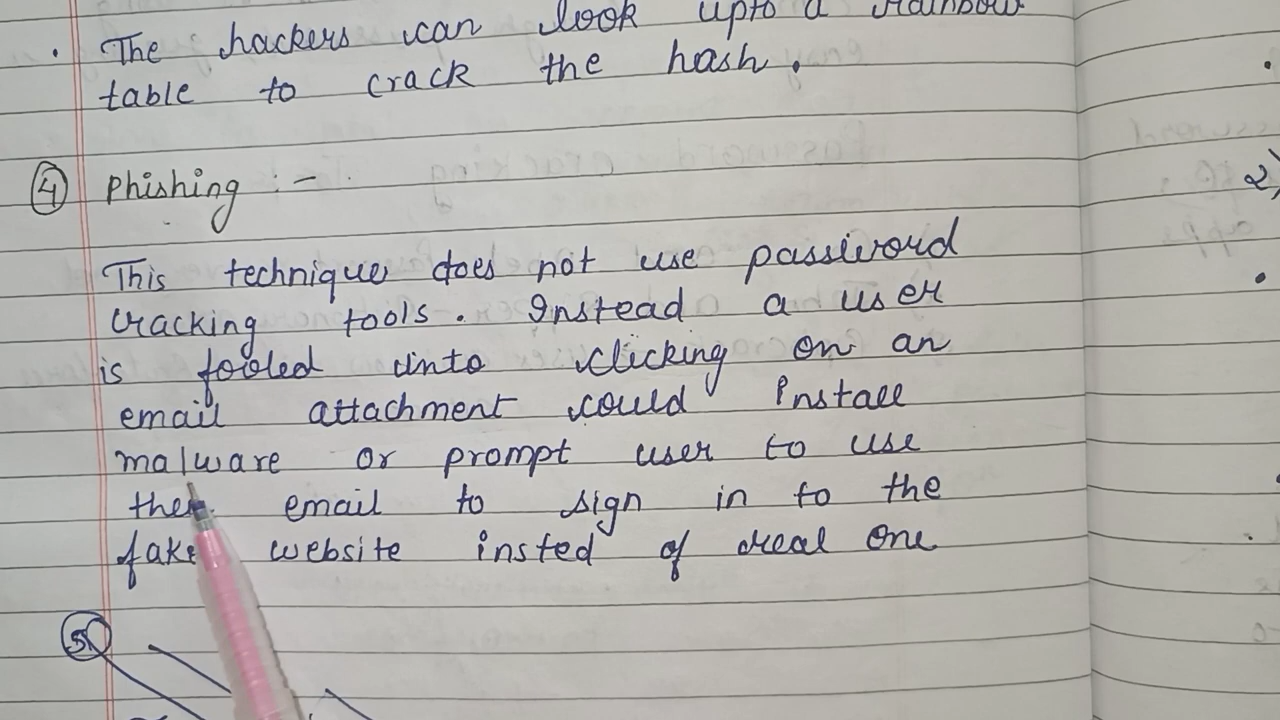 • The hackers can look upto a rainbow
table to crack the hash.
④ Phishing :-
This technique does not use password
cracking tools. Instead a user
is fooled into clicking on an
email attachment could install
malware or prompt user to use
their email to sign in to the
fake website insted of real one
⑤
2)